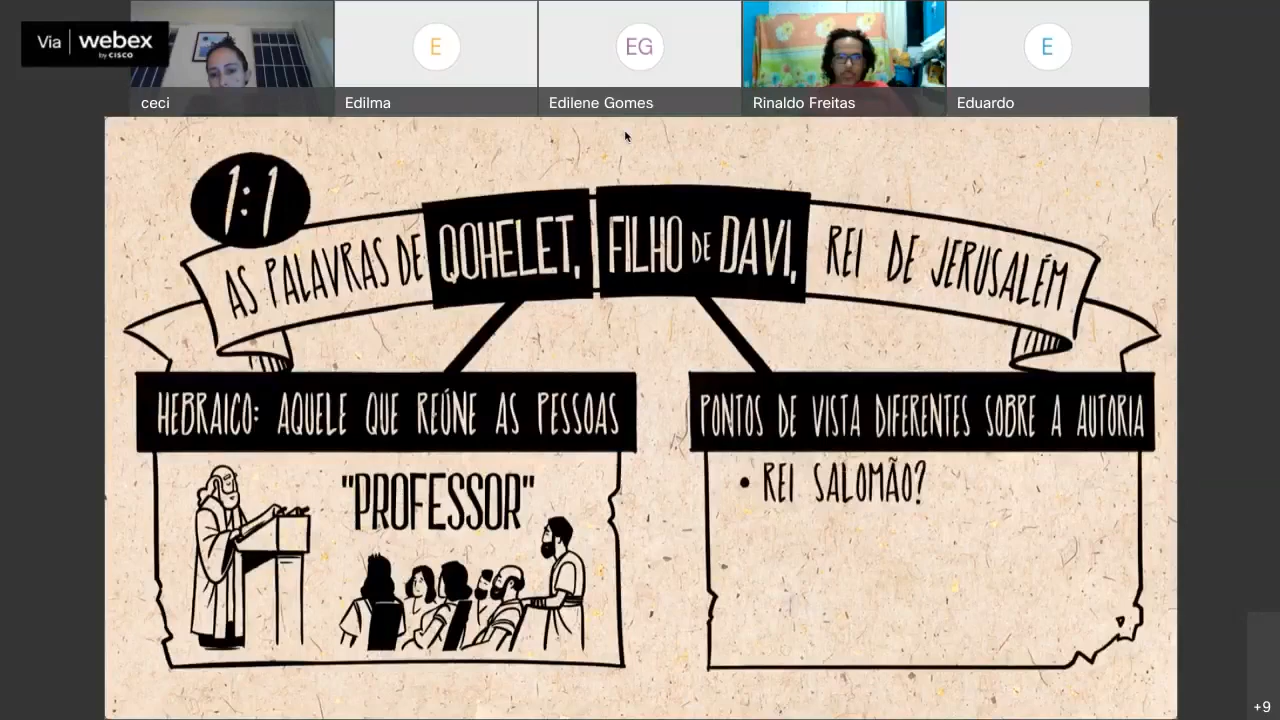 Via webex
by CISCO
E
EG
E
ceci
Edilma
Edilene Gomes
Rinaldo Freitas
Eduardo
1:1
AS PALAVRAS DE QOHELET, FILHO DE DAVI, REI DE JERUSALÉM
HEBRAICO: AQUELE QUE REÚNE AS PESSOAS
"PROFESSOR"
PONTOS DE VISTA DIFERENTES SOBRE A AUTORIA
• REI SALOMÃO?
+9